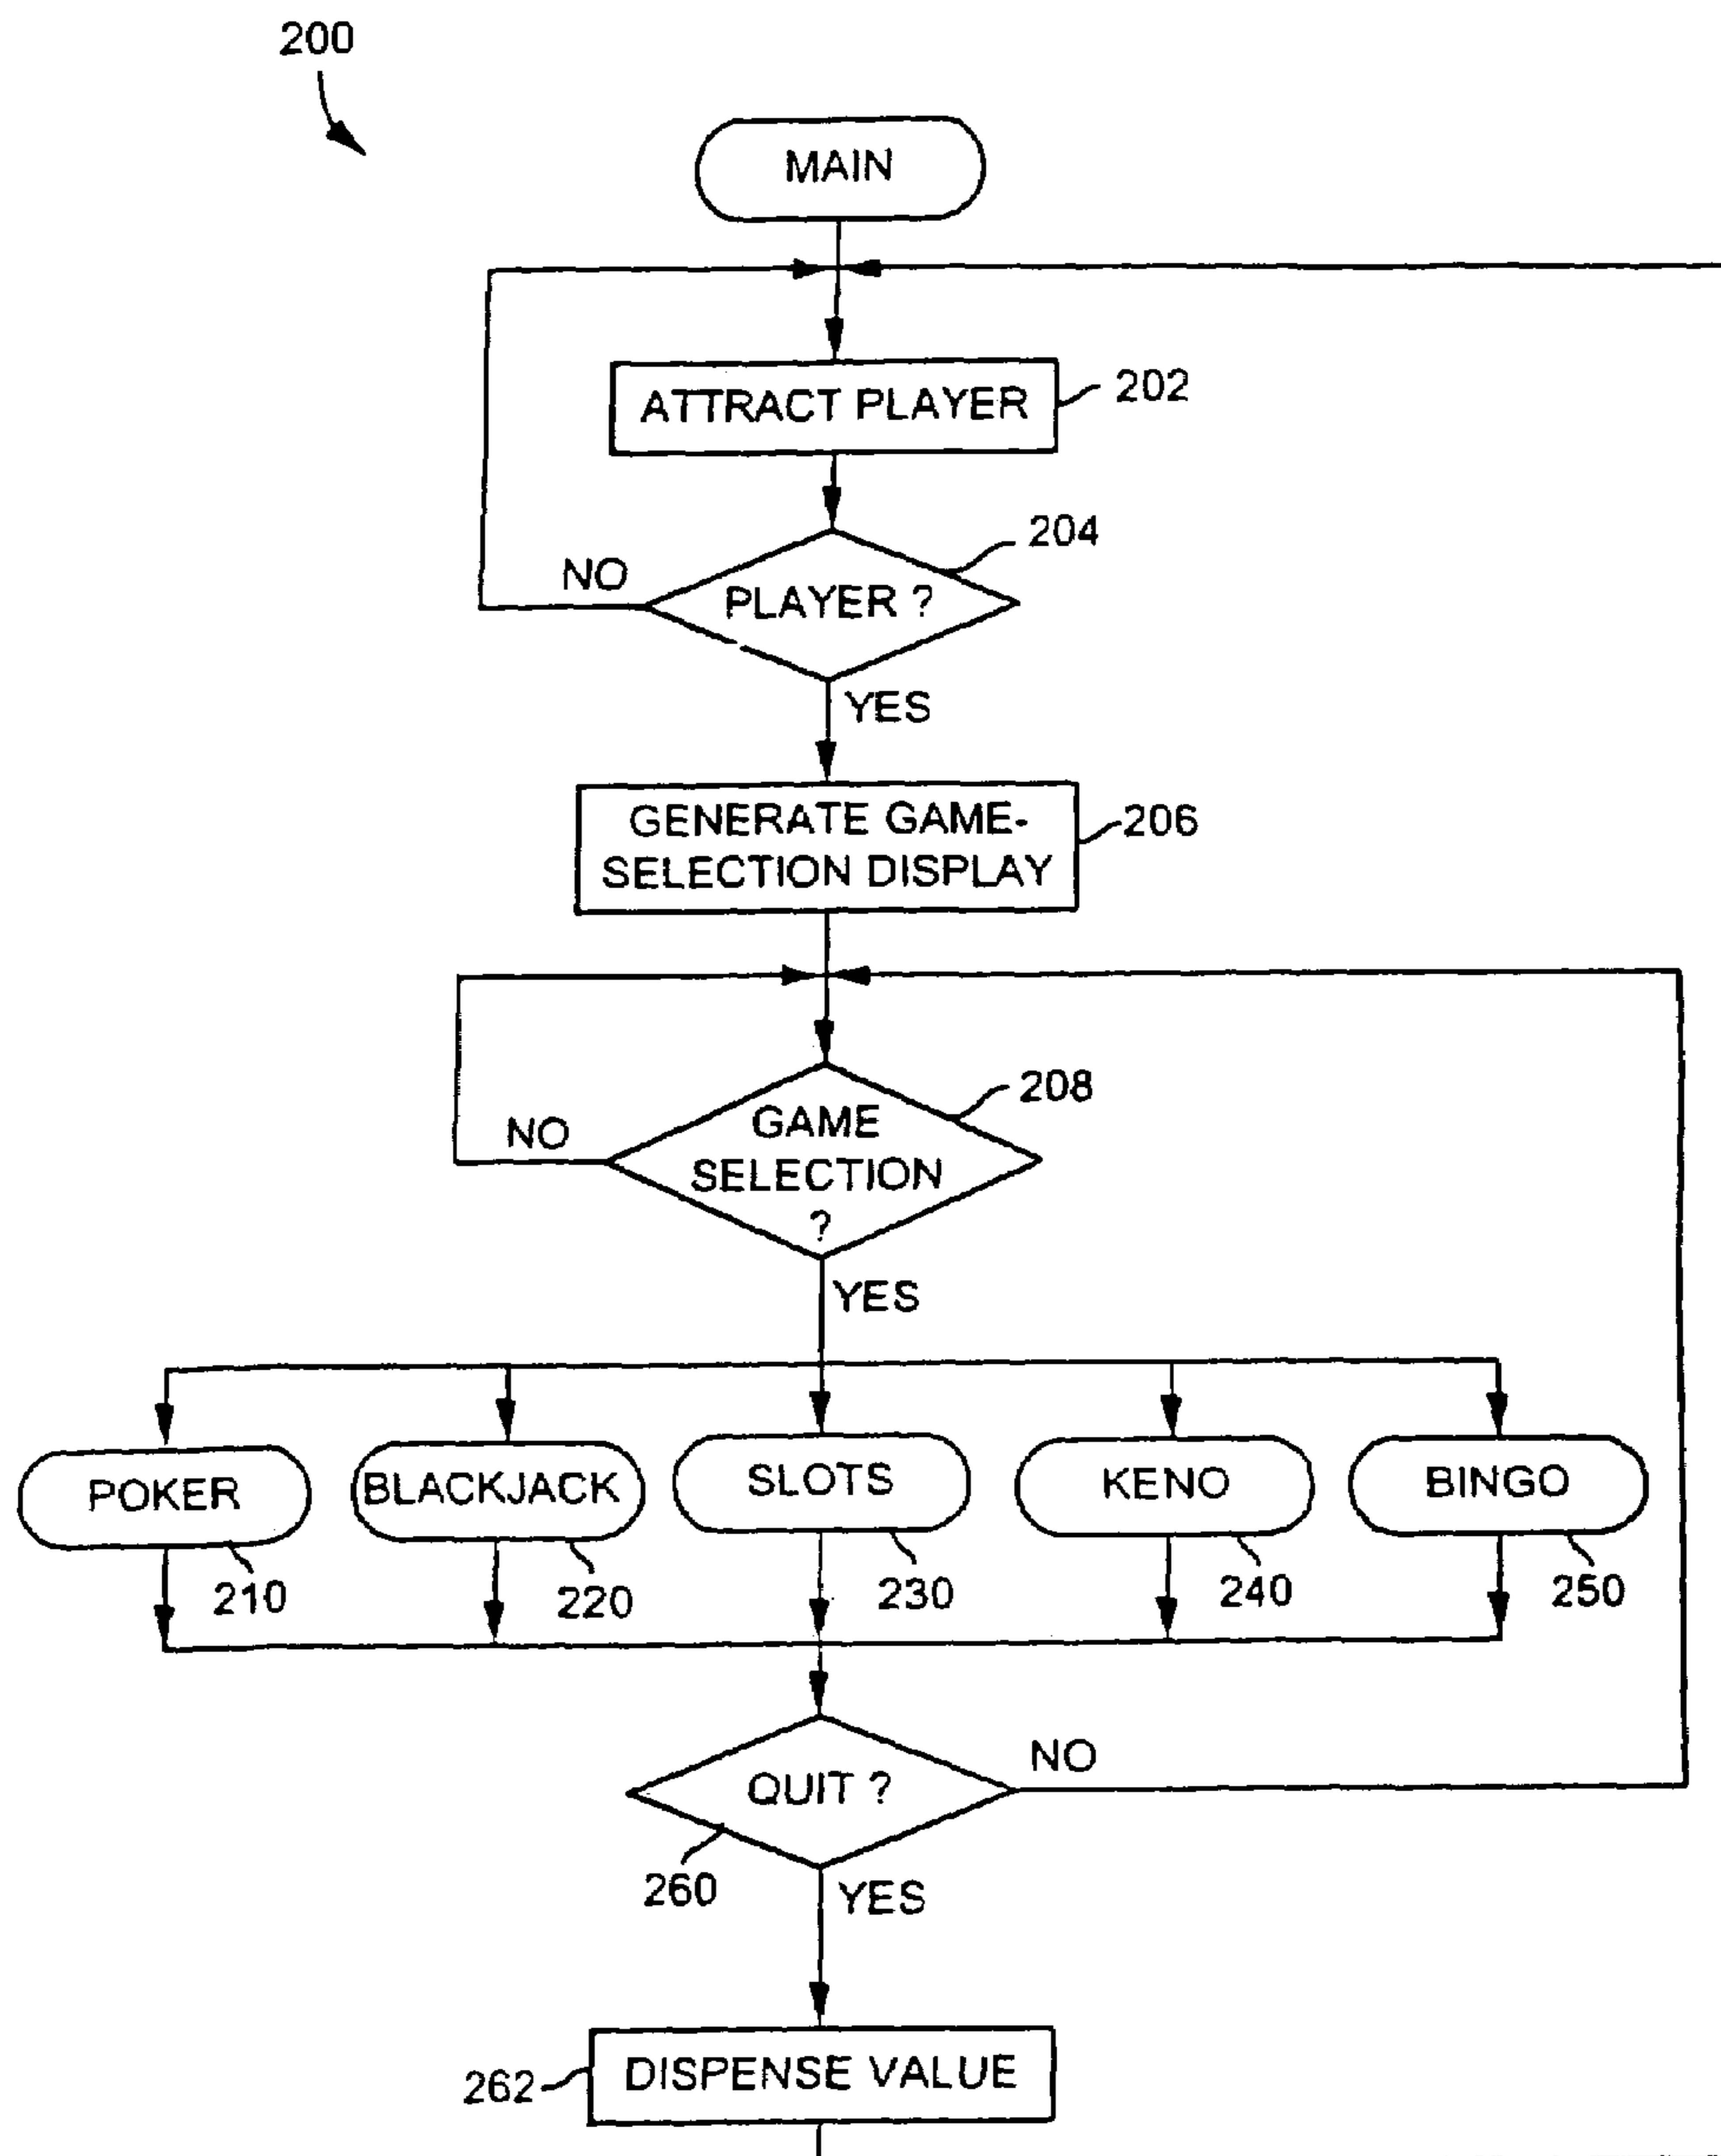 200
MAIN
ATTRACT PLAYER
202
204
NO
PLAYER ?
YES
GENERATE GAME-
SELECTION DISPLAY
206
208
NO
GAME
SELECTION
?
YES
POKER
BLACKJACK
SLOTS
KENO
BINGO
210
220
230
240
250
QUIT ?
NO
260
YES
262
DISPENSE VALUE